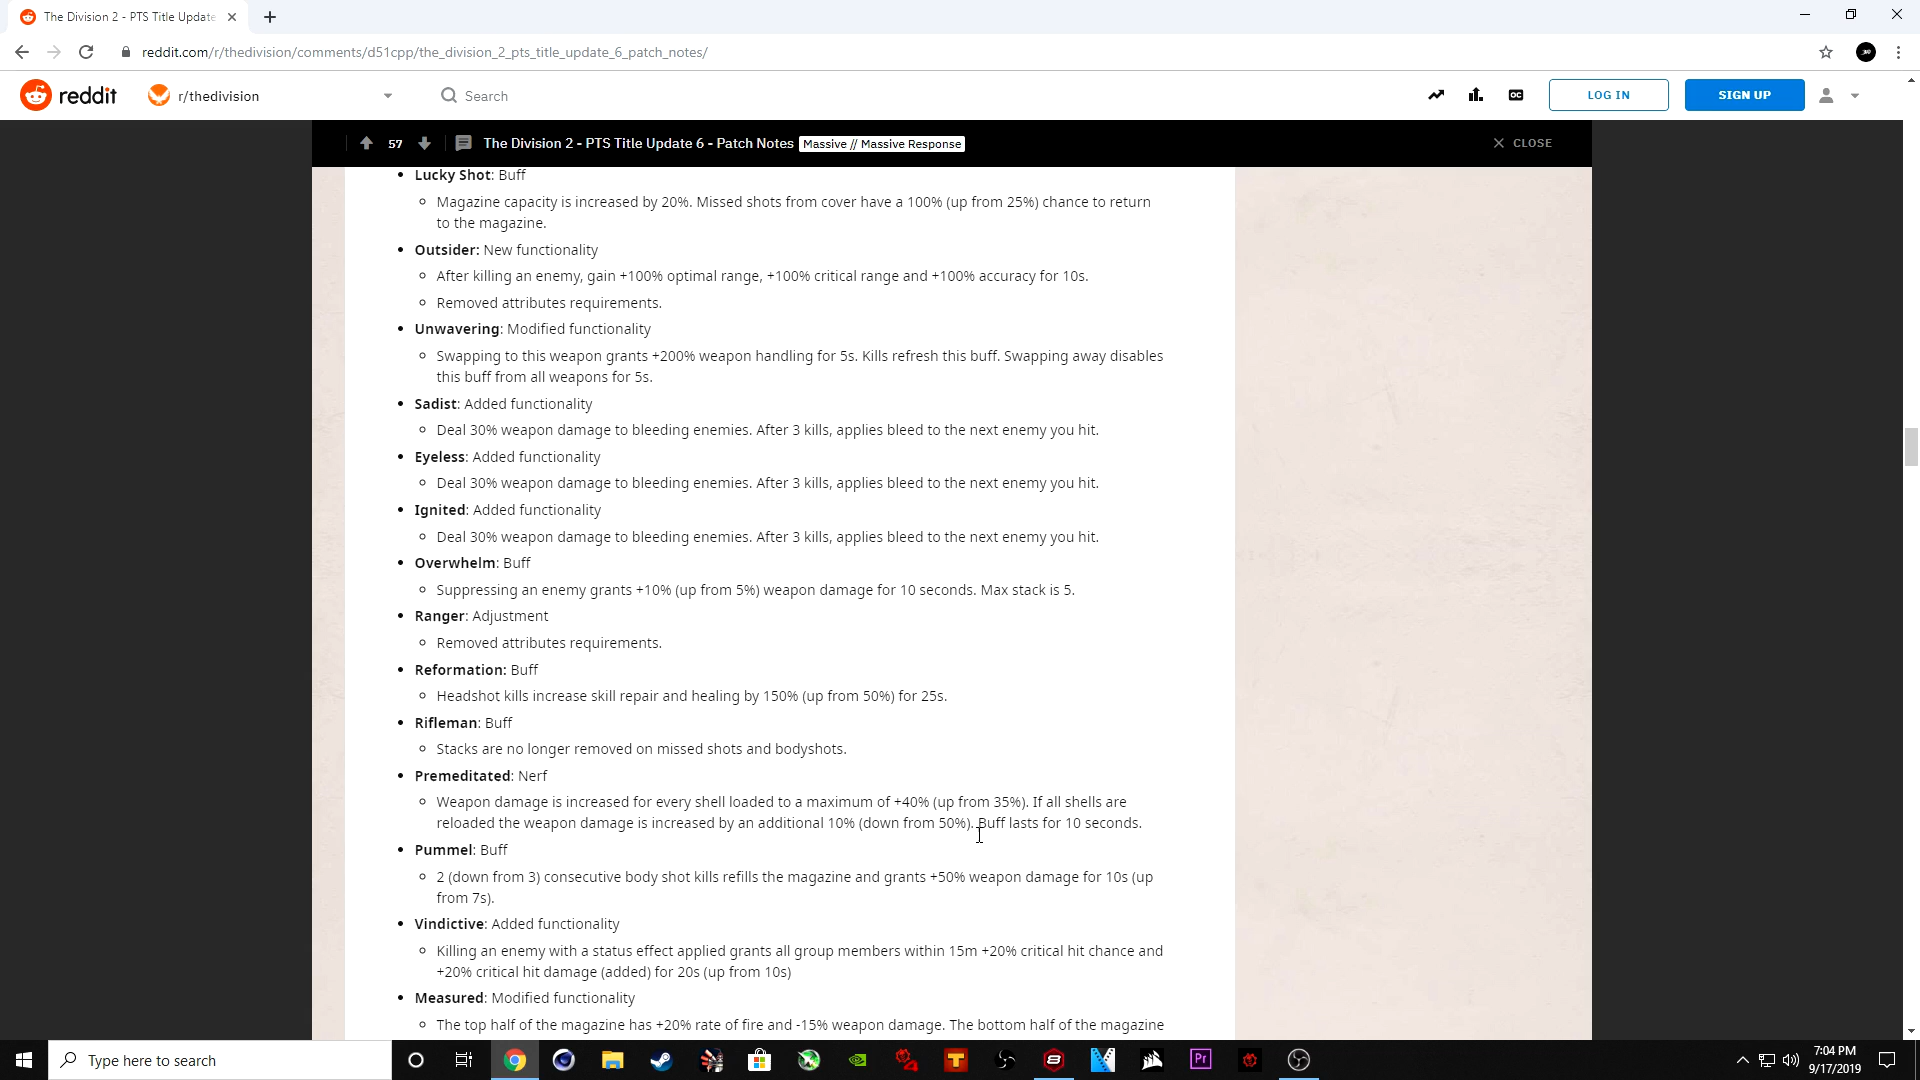 The Division 2 - PTS Title Update
reddit.com/r/thedivision/comments/d51cpp/the_division_2_pts_title_update_6_patch_notes/
reddit
r/thedivision
Search
LOG IN
SIGN UP
57
The Division 2 - PTS Title Update 6 - Patch Notes Massive // Massive Response
CLOSE
• Lucky Shot: Buff
◦ Magazine capacity is increased by 20%. Missed shots from cover have a 100% (up from 25%) chance to return
to the magazine.
• Outsider: New functionality
◦ After killing an enemy, gain +100% optimal range, +100% critical range and +100% accuracy for 10s.
◦ Removed attributes requirements.
• Unwavering: Modified functionality
◦ Swapping to this weapon grants +200% weapon handling for 5s. Kills refresh this buff. Swapping away disables
this buff from all weapons for 5s.
• Sadist: Added functionality
◦ Deal 30% weapon damage to bleeding enemies. After 3 kills, applies bleed to the next enemy you hit.
• Eyeless: Added functionality
◦ Deal 30% weapon damage to bleeding enemies. After 3 kills, applies bleed to the next enemy you hit.
• Ignited: Added functionality
◦ Deal 30% weapon damage to bleeding enemies. After 3 kills, applies bleed to the next enemy you hit.
• Overwhelm: Buff
◦ Suppressing an enemy grants +10% (up from 5%) weapon damage for 10 seconds. Max stack is 5.
• Ranger: Adjustment
◦ Removed attributes requirements.
• Reformation: Buff
◦ Headshot kills increase skill repair and healing by 150% (up from 50%) for 25s.
• Rifleman: Buff
◦ Stacks are no longer removed on missed shots and bodyshots.
• Premeditated: Nerf
◦ Weapon damage is increased for every shell loaded to a maximum of +40% (up from 35%). If all shells are
reloaded the weapon damage is increased by an additional 10% (down from 50%). Buff lasts for 10 seconds.
• Pummel: Buff
◦ 2 (down from 3) consecutive body shot kills refills the magazine and grants +50% weapon damage for 10s (up
from 7s).
• Vindictive: Added functionality
◦ Killing an enemy with a status effect applied grants all group members within 15m +20% critical hit chance and
+20% critical hit damage (added) for 20s (up from 10s)
• Measured: Modified functionality
◦ The top half of the magazine has +20% rate of fire and -15% weapon damage. The bottom half of the magazine
Type here to search
Pr
7:04 PM
9/17/2019